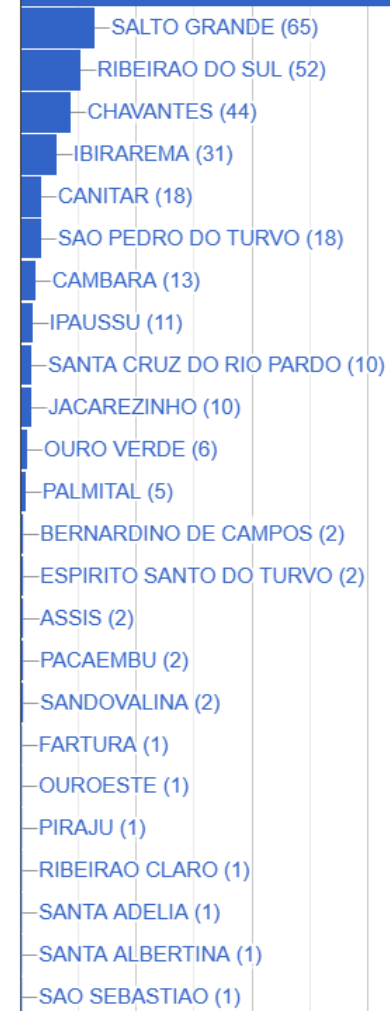 SALTO GRANDE (65)
RIBEIRAO DO SUL (52)
CHAVANTES (44)
IBIRAREMA (31)
CANITAR (18)
SAO PEDRO DO TURVO (18)
CAMBARA (13)
IPAUSSU (11)
SANTA CRUZ DO RIO PARDO (10)
JACAREZINHO (10)
OURO VERDE (6)
PALMITAL (5)
BERNARDINO DE CAMPOS (2)
ESPIRITO SANTO DO TURVO (2)
ASSIS (2)
PACAEMBU (2)
SANDOVALINA (2)
FARTURA (1)
OUROESTE (1)
PIRAJU (1)
RIBEIRAO CLARO (1)
SANTA ADELIA (1)
SANTA ALBERTINA (1)
SAO SEBASTIAO (1)